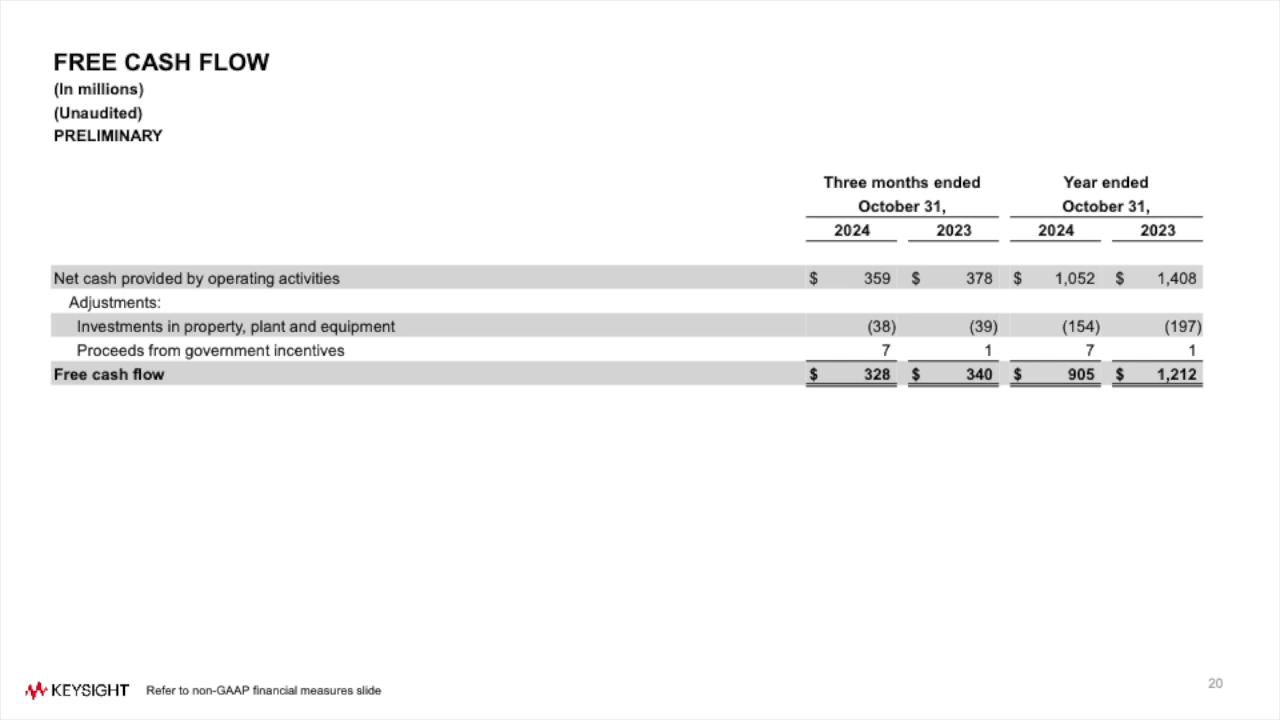 FREE CASH FLOW
(In millions)
(Unaudited)
PRELIMINARY
Three months ended Year ended
October 31, October 31,
2024 2023 2024 2023
Net cash provided by operating activities $ 359 $ 378 $ 1,052 $ 1,408
Adjustments:
Investments in property, plant and equipment (38) (39) (154) (197)
Proceeds from government incentives 7 1 7 1
Free cash flow $ 328 $ 340 $ 905 $ 1,212
KEYSIGHT Refer to non-GAAP financial measures slide 20